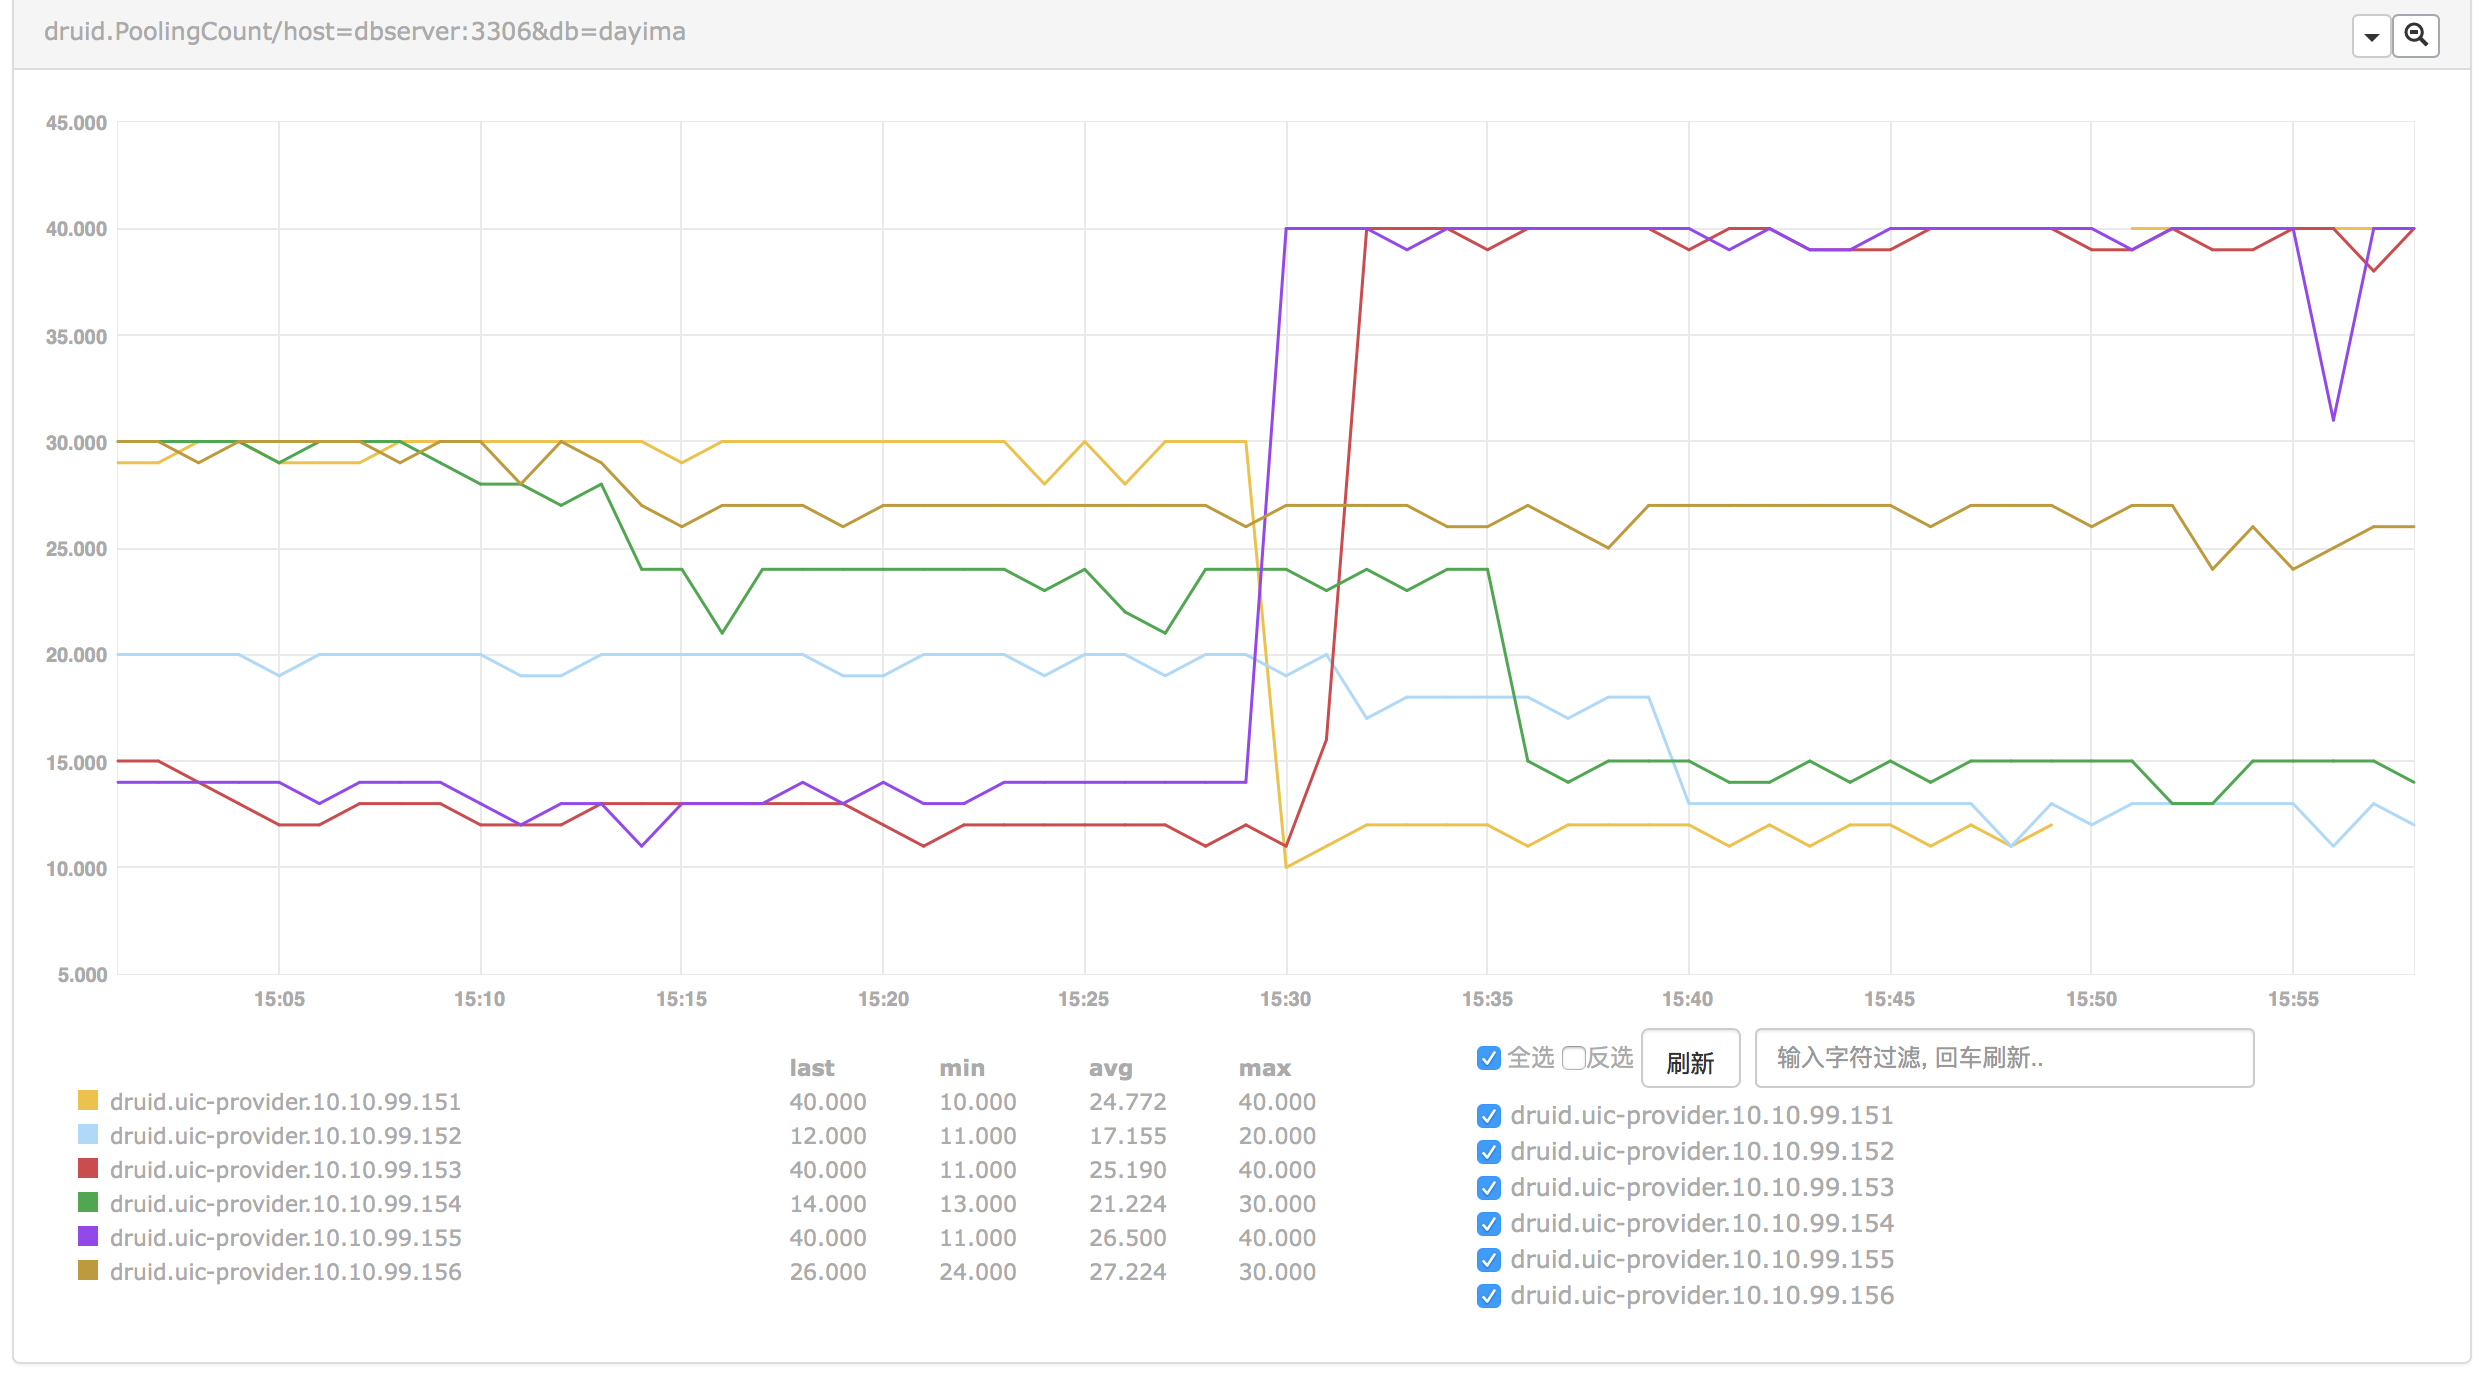 druid.PoolingCount/host=dbserver:3306&db=dayima
45.000
40.000
35.000
30.000
25.000
20.000
15.000
10.000
5.000
15:05 15:10 15:15 15:20 15:25 15:30 15:35 15:40 15:45 15:50 15:55
last min avg max
druid.uic-provider.10.10.99.151 40.000 10.000 24.772 40.000
druid.uic-provider.10.10.99.152 12.000 11.000 17.155 20.000
druid.uic-provider.10.10.99.153 40.000 11.000 25.190 40.000
druid.uic-provider.10.10.99.154 14.000 13.000 21.224 30.000
druid.uic-provider.10.10.99.155 40.000 11.000 26.500 40.000
druid.uic-provider.10.10.99.156 26.000 24.000 27.224 30.000
全选 反选 刷新 输入字符过滤, 回车刷新..
druid.uic-provider.10.10.99.151
druid.uic-provider.10.10.99.152
druid.uic-provider.10.10.99.153
druid.uic-provider.10.10.99.154
druid.uic-provider.10.10.99.155
druid.uic-provider.10.10.99.156